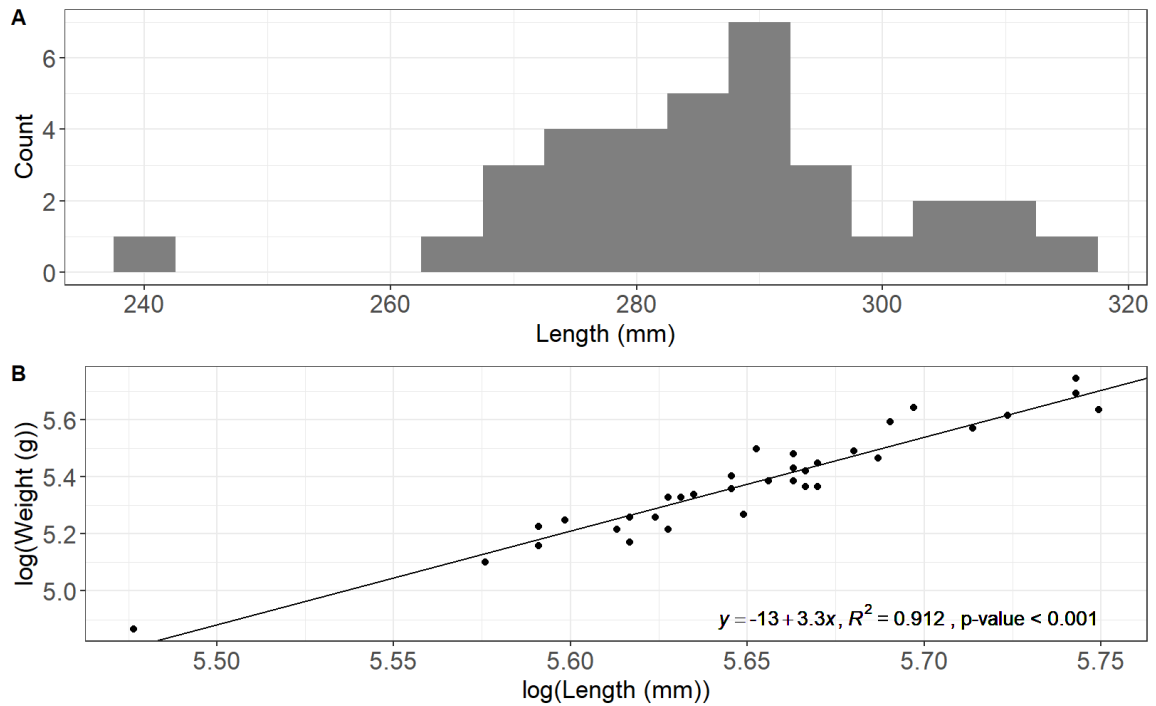 A
6
4
2
0
Count
240 260 280 300 320
Length (mm)
B
5.6
5.4
5.2
5.0
log(Weight (g))
y = -13 + 3.3x, R² = 0.912 , p-value < 0.001
5.50 5.55 5.60 5.65 5.70 5.75
log(Length (mm))